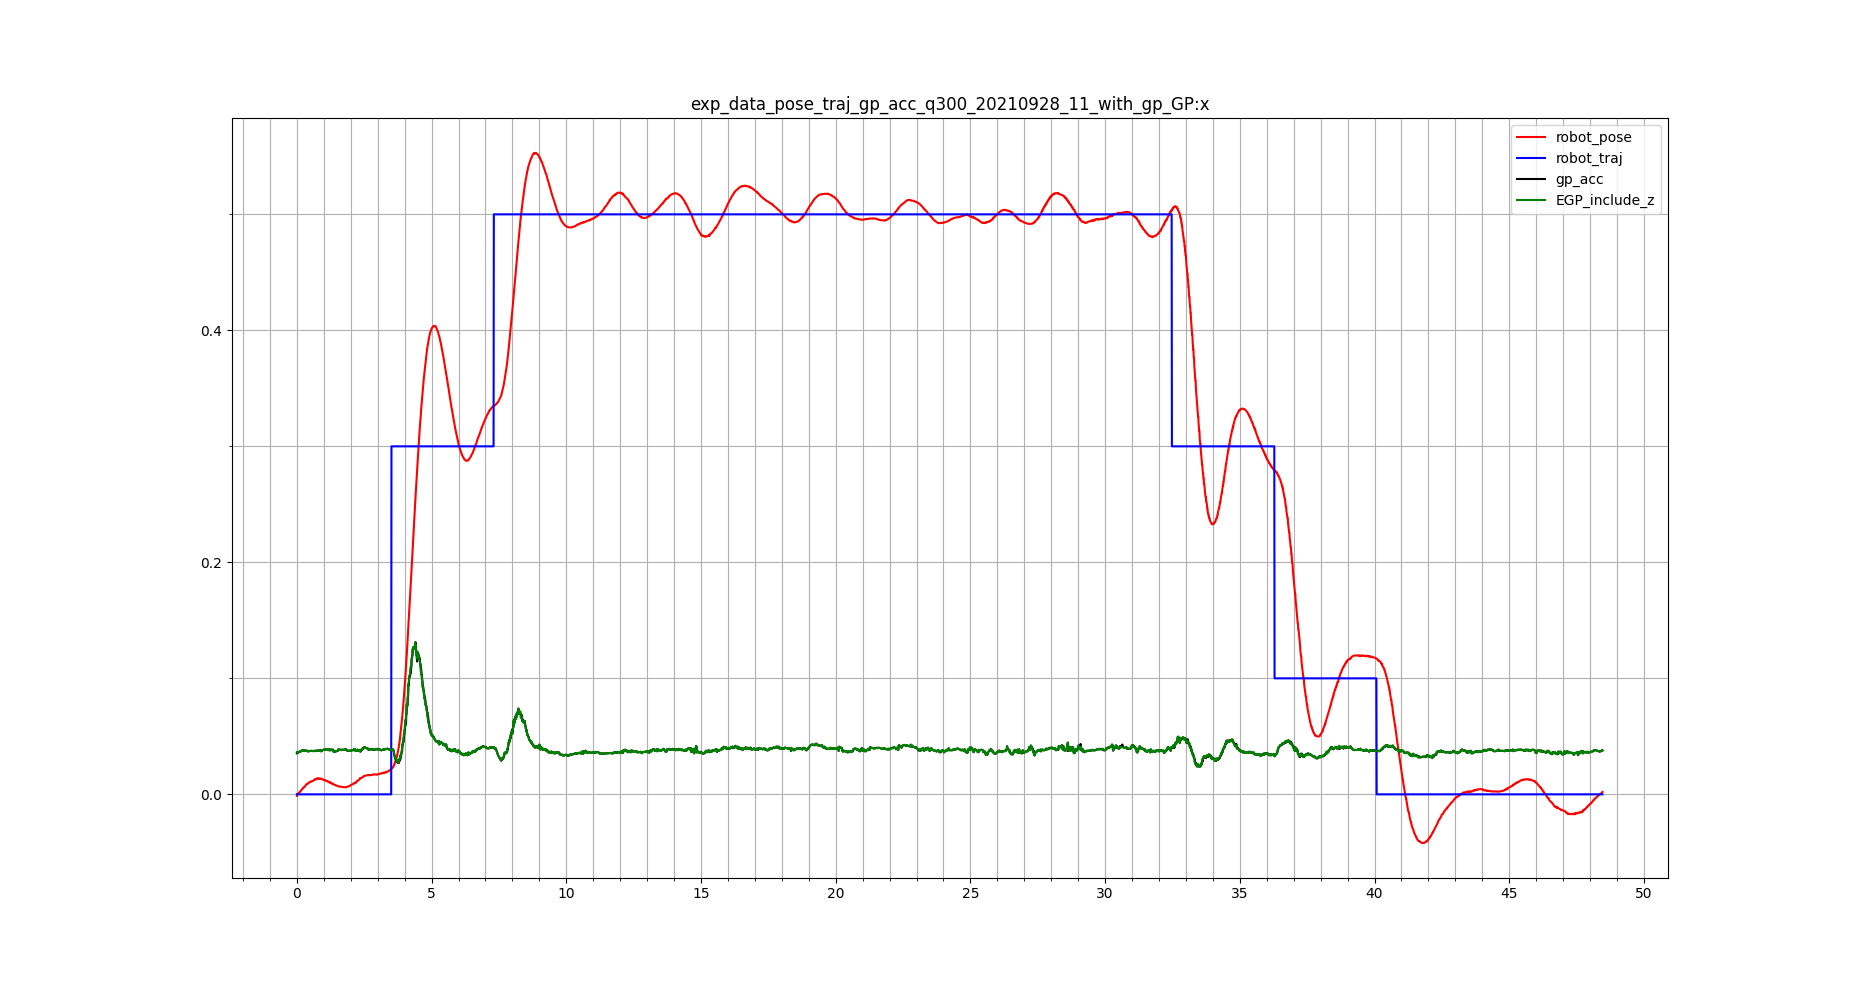 exp_data_pose_traj_gp_acc_q300_20210928_11_with_gp_GP:x
robot_pose
robot_traj
gp_acc
EGP_include_z
0.4
0.2
0.0
0 5 10 15 20 25 30 35 40 45 50